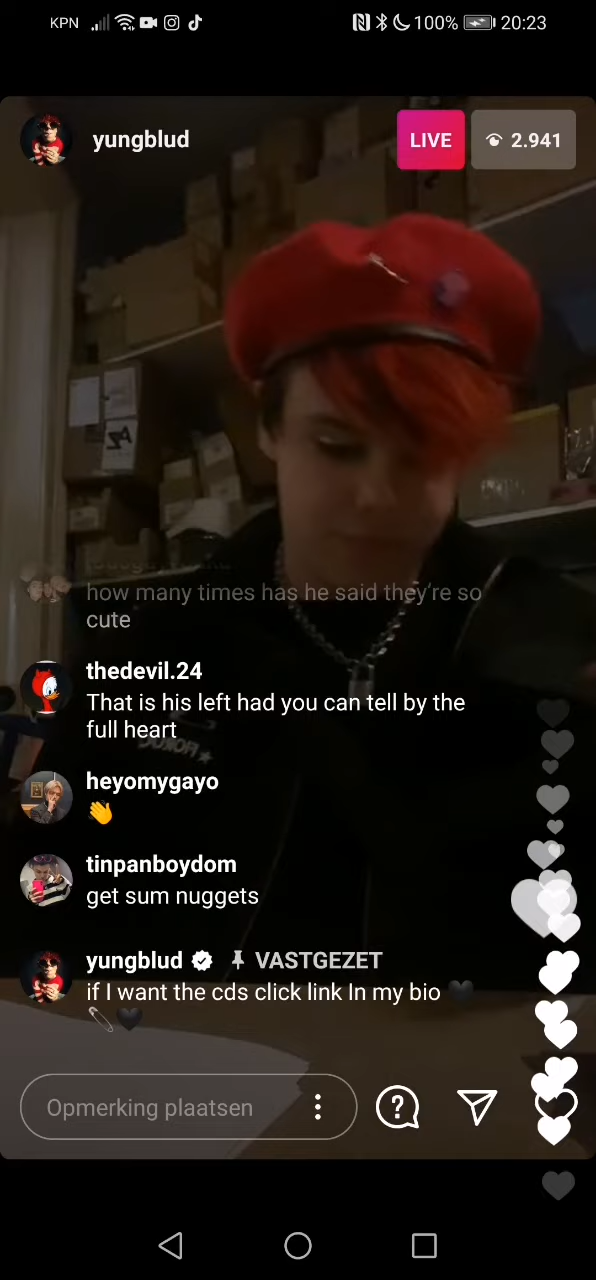 KPN 100% 20:23
yungblud LIVE 2.941
how many times has he said they're so
cute
thedevil.24
That is his left had you can tell by the
full heart
heyomygayo
👋
tinpanboydom
get sum nuggets
yungblud VASTGEZET
if I want the cds click link In my bio 🖤
🧷🖤
Opmerking plaatsen